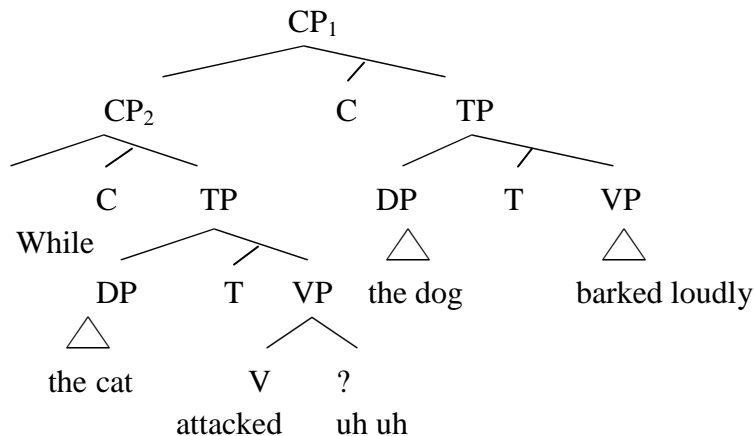 CP₁
CP₂ C TP
C TP DP T VP
While
DP T VP the dog barked loudly
the cat V ?
attacked uh uh